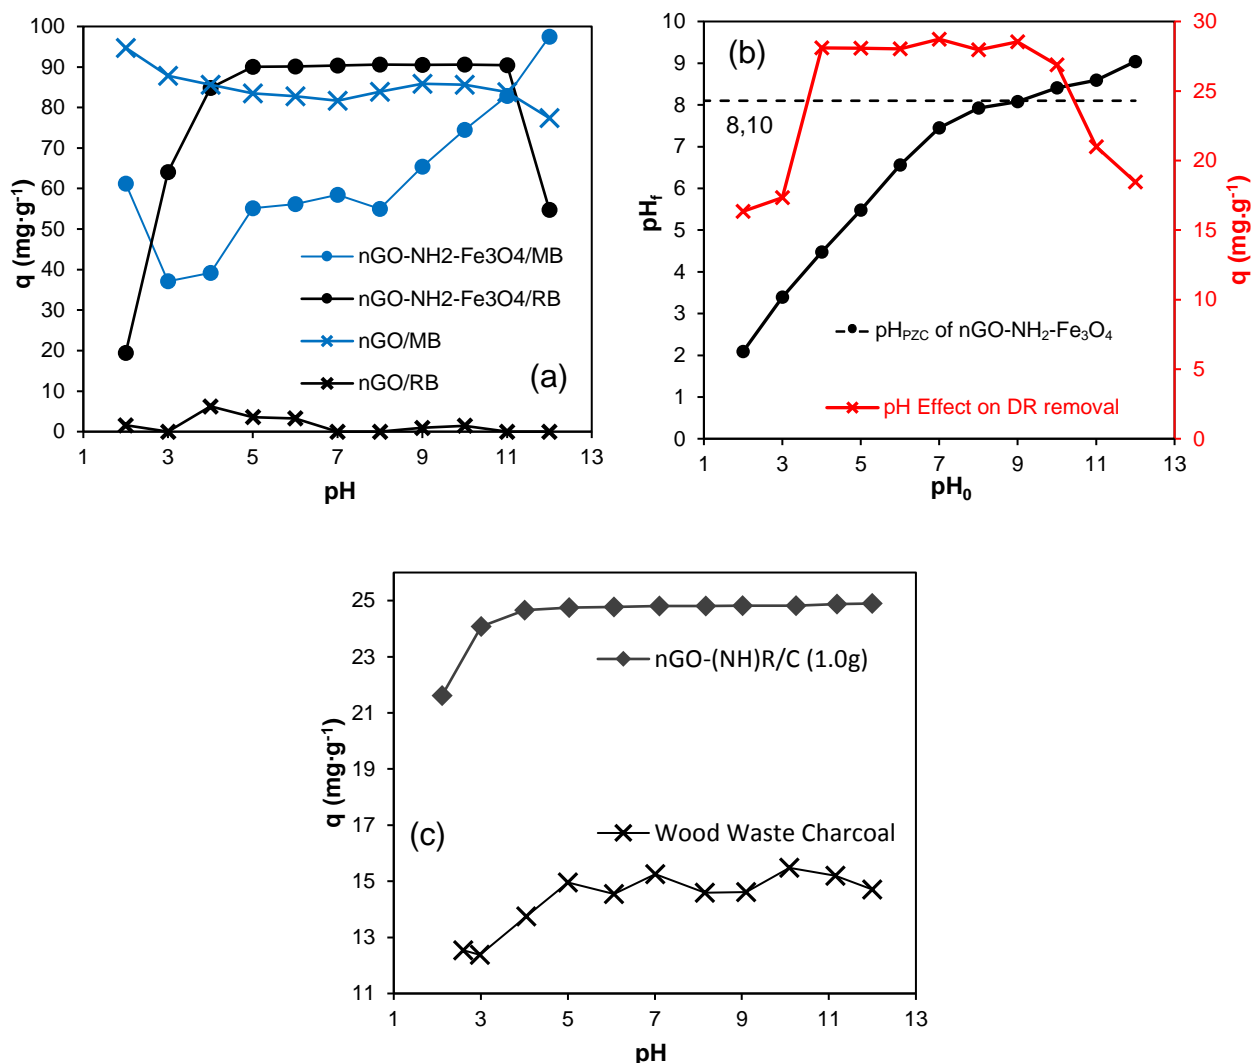 100
90
80
70
60
50
40
30
20
10
0
q (mg·g⁻¹)
nGO-NH2-Fe3O4/MB
nGO-NH2-Fe3O4/RB
nGO/MB
nGO/RB
(a)
1 3 5 7 9 11 13
pH
10
9
8
7
6
5
4
3
2
1
0
pHf
(b)
8,10
pHPZC of nGO-NH2-Fe3O4
pH Effect on DR removal
30
25
20
15
10
5
0
q (mg·g⁻¹)
1 3 5 7 9 11 13
pH0
25
23
21
19
17
15
13
11
q (mg·g⁻¹)
nGO-(NH)R/C (1.0g)
(c)
Wood Waste Charcoal
1 3 5 7 9 11 13
pH